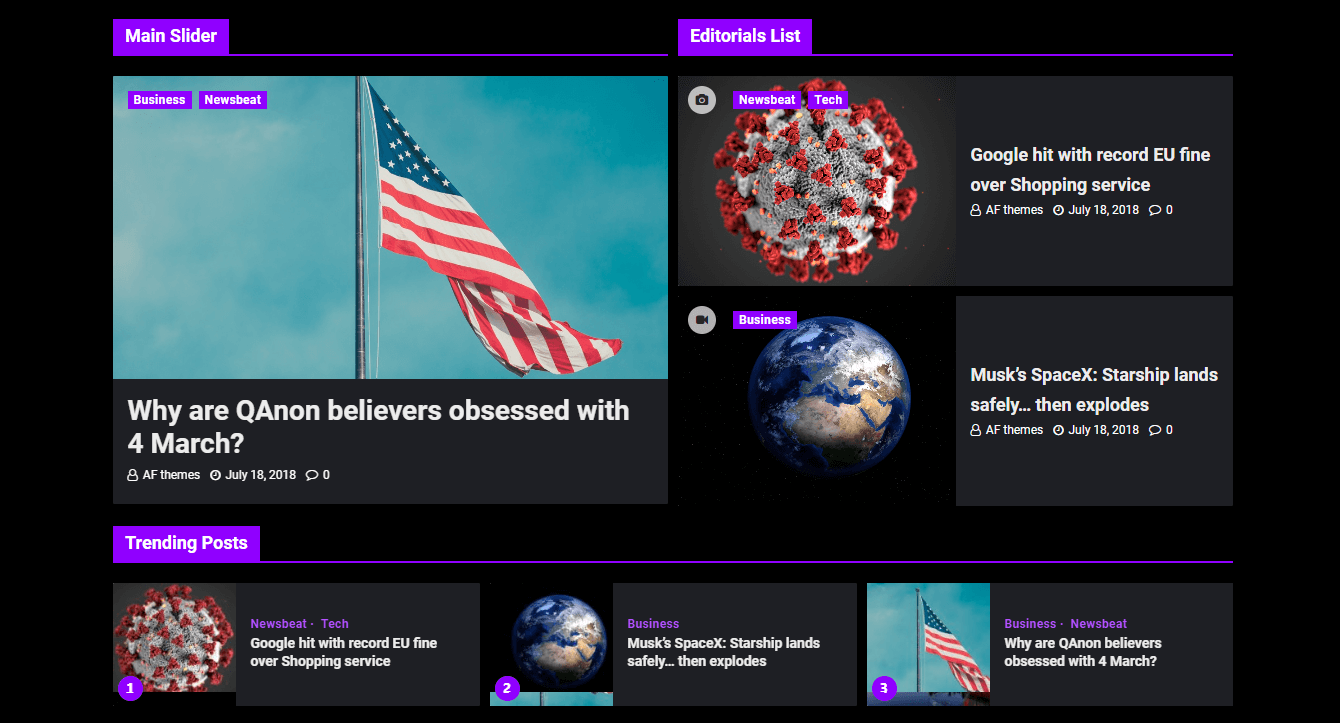 Main Slider
Business Newsbeat
Why are QAnon believers obsessed with
4 March?
AF themes July 18, 2018 0
Editorials List
Newsbeat Tech
Google hit with record EU fine
over Shopping service
AF themes July 18, 2018 0
Business
Musk’s SpaceX: Starship lands
safely… then explodes
AF themes July 18, 2018 0
Trending Posts
1
Newsbeat · Tech
Google hit with record EU fine
over Shopping service
2
Business
Musk’s SpaceX: Starship lands
safely… then explodes
3
Business · Newsbeat
Why are QAnon believers
obsessed with 4 March?